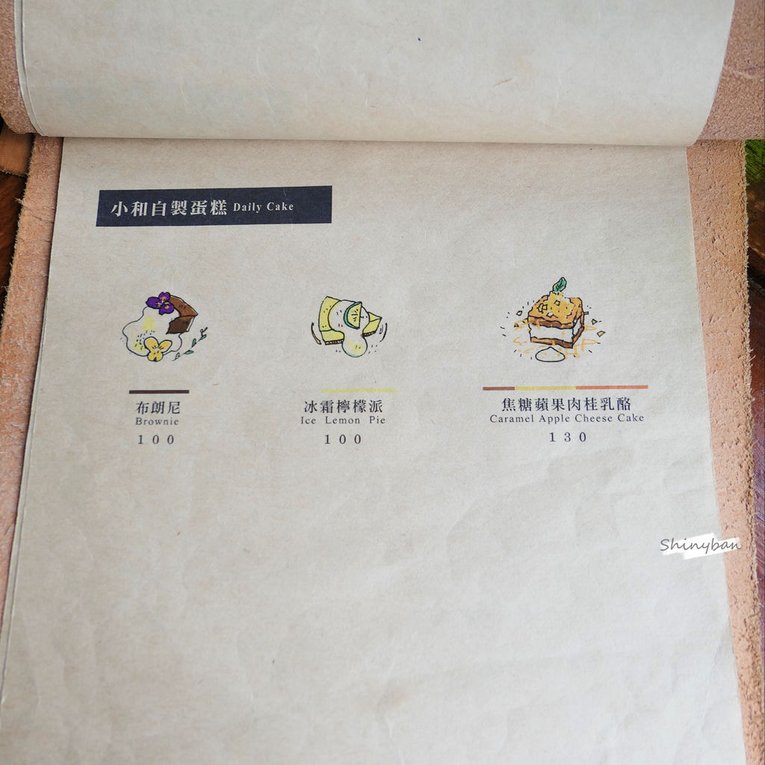 小和自製蛋糕 Daily Cake
布朗尼
Brownie
100
冰霜檸檬派
Ice Lemon Pie
100
焦糖蘋果肉桂乳酪
Caramel Apple Cheese Cake
130
Shinyban